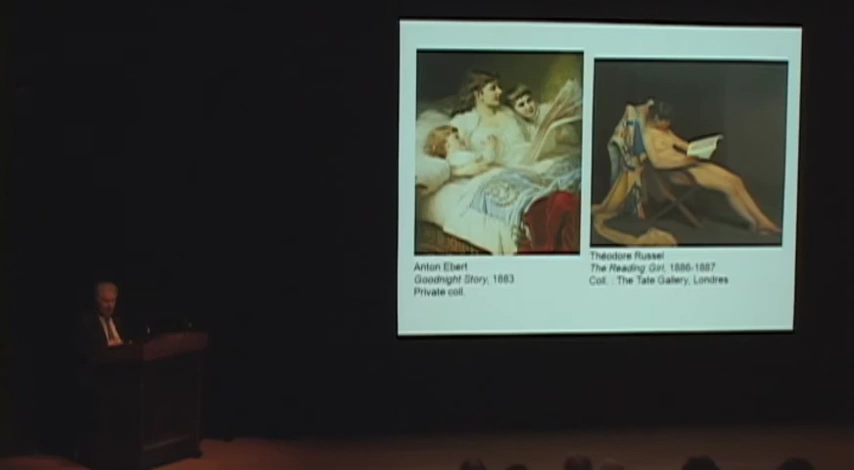 Anton Ebert
Goodnight Story, 1883
Private coll.
Théodore Russel
The Reading Girl, 1886-1887
Coll. : The Tate Gallery, Londres